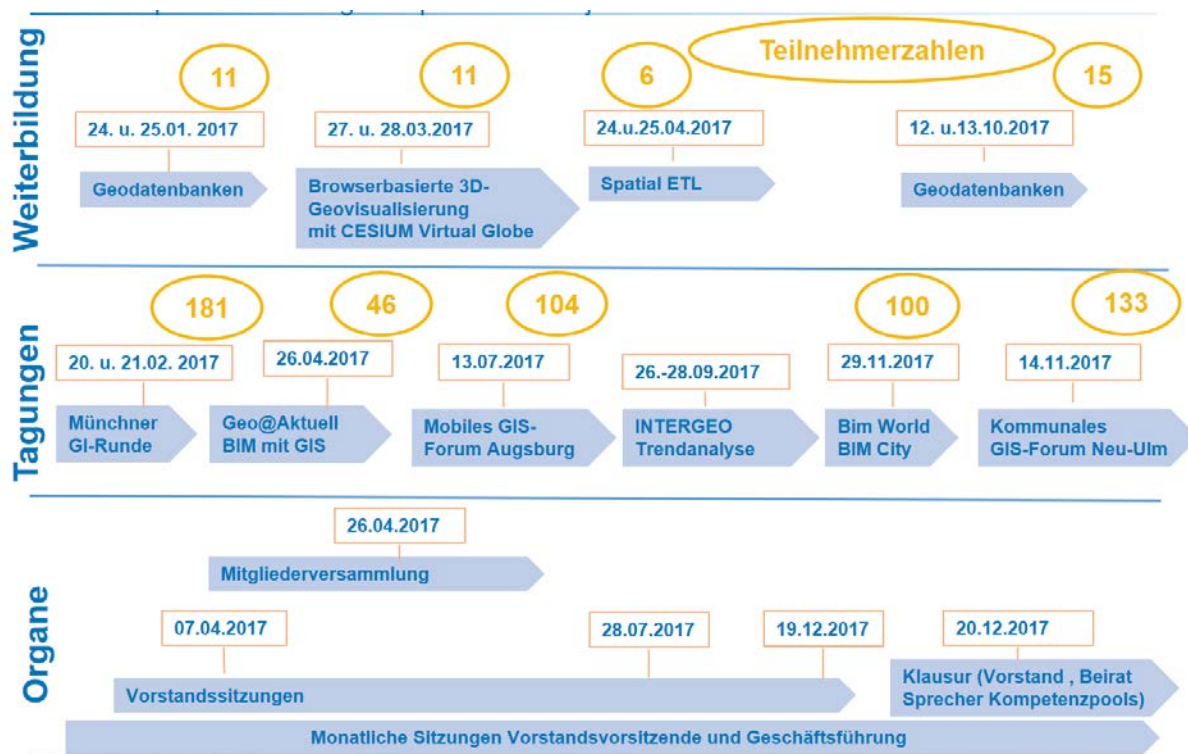 Weiterbildung
Teilnehmerzahlen
11
11
6
15
24. u. 25.01. 2017
27. u. 28.03.2017
24.u.25.04.2017
12. u.13.10.2017
Geodatenbanken
Browserbasierte 3D-
Geovisualisierung
mit CESIUM Virtual Globe
Spatial ETL
Geodatenbanken
Tagungen
181
46
104
100
133
20. u. 21.02. 2017
26.04.2017
13.07.2017
26.-28.09.2017
29.11.2017
14.11.2017
Münchner
GI-Runde
Geo@Aktuell
BIM mit GIS
Mobiles GIS-
Forum Augsburg
INTERGEO
Trendanalyse
Bim World
BIM City
Kommunales
GIS-Forum Neu-Ulm
Organe
26.04.2017
Mitgliederversammlung
07.04.2017
28.07.2017
19.12.2017
20.12.2017
Vorstandssitzungen
Klausur (Vorstand , Beirat
Sprecher Kompetenzpools)
Monatliche Sitzungen Vorstandsvorsitzende und Geschäftsführung